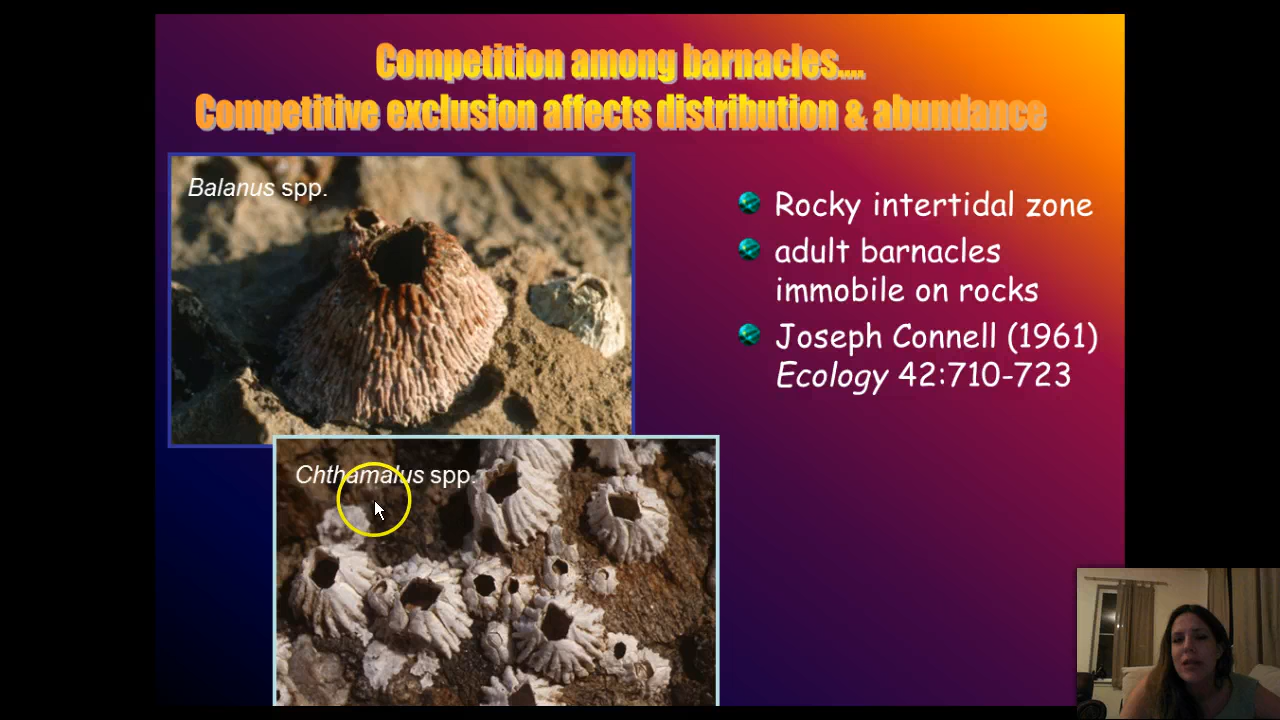 Competition among barnacles....
Competitive exclusion affects distribution & abundance
Balanus spp.
Rocky intertidal zone
adult barnacles
immobile on rocks
Joseph Connell (1961)
Ecology 42:710-723
Chthamalus spp.